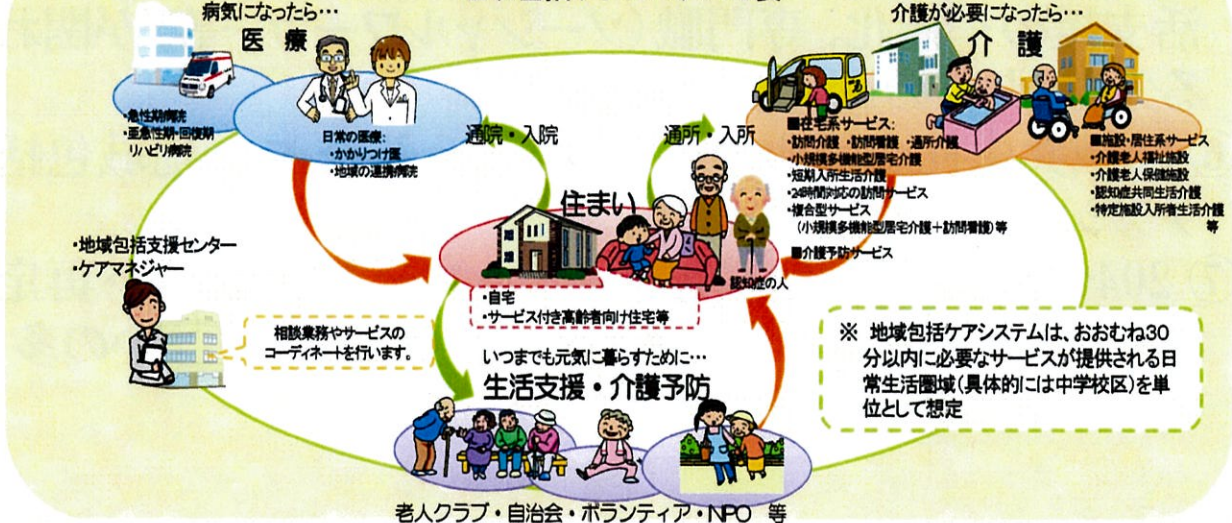 病気になったら…
医 療
・急性期病院
・亜急性期・回復期
リハビリ病院
日常の医療：
・かかりつけ医
・地域の連携病院
通院・入院
介護が必要になったら…
介 護
通所・入所
■在宅系サービス：
・訪問介護 ・訪問看護 ・通所介護
・小規模多機能型居宅介護
・短期入所生活介護
・24時間対応の訪問サービス
・複合型サービス
（小規模多機能型居宅介護＋訪問看護）等
■介護予防サービス
■施設・居住系サービス
・介護老人福祉施設
・介護老人保健施設
・認知症共同生活介護
・特定施設入所者生活介護
等
住まい
認知症の人
・自宅
・サービス付き高齢者向け住宅等
・地域包括支援センター
・ケアマネジャー
相談業務やサービスの
コーディネートを行います。
いつまでも元気に暮らすために…
生活支援・介護予防
老人クラブ・自治会・ボランティア・NPO 等
※ 地域包括ケアシステムは、おおむね30
分以内に必要なサービスが提供される日
常生活圏域（具体的には中学校区）を単
位として想定